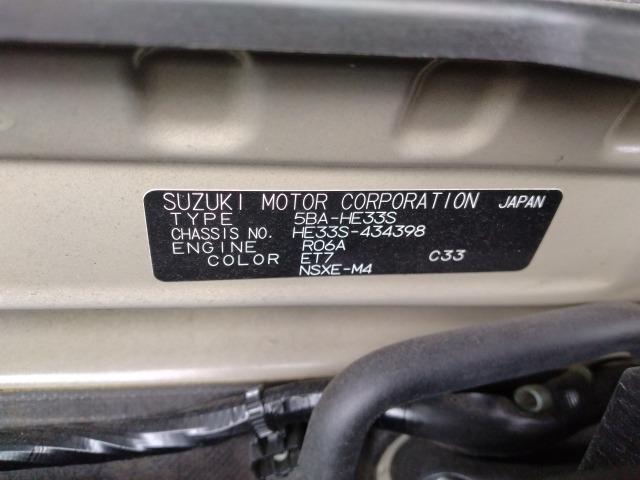 SUZUKI MOTOR CORPORATION JAPAN
TYPE 5BA-HE33S
CHASSIS NO. HE33S-434398
ENGINE R06A
COLOR ET7 C33
NSXE-M4